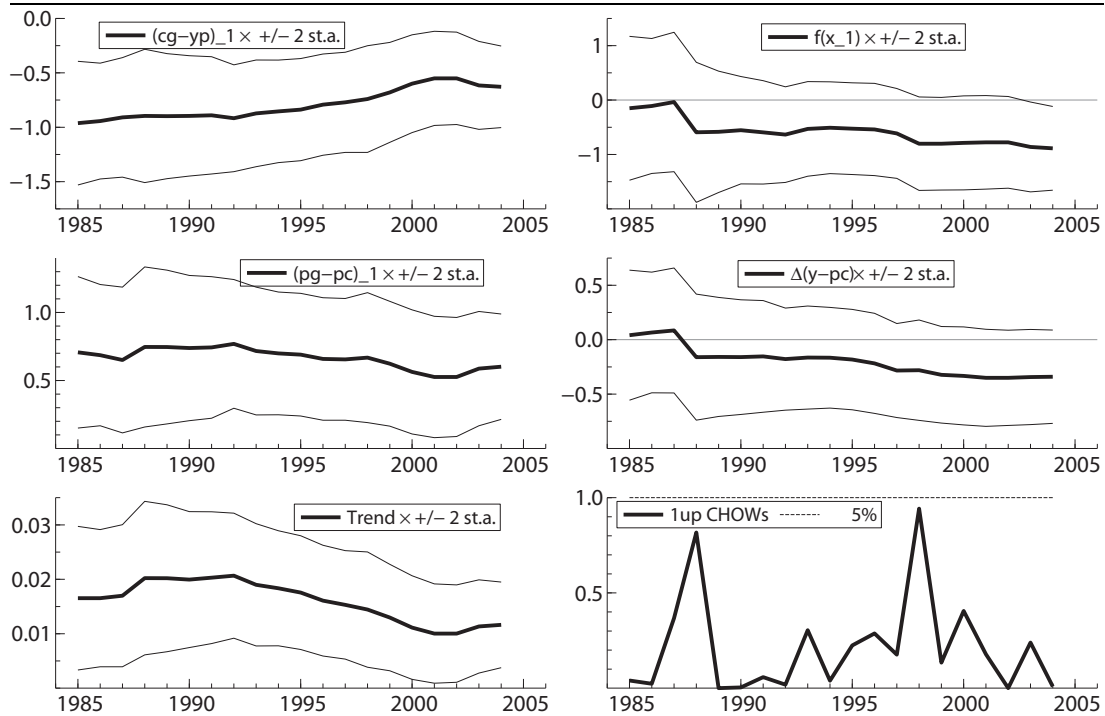 0.0
−0.5
−1.0
−1.5
(cg−yp)_1 × +/− 2 st.a.
1985 1990 1995 2000 2005
1
0
−1
f(x_1) × +/− 2 st.a.
1985 1990 1995 2000 2005
1.0
0.5
(pg−pc)_1 × +/− 2 st.a.
1985 1990 1995 2000 2005
0.5
0.0
−0.5
Δ(y−pc)× +/− 2 st.a.
1985 1990 1995 2000 2005
0.03
0.02
0.01
Trend × +/− 2 st.a.
1985 1990 1995 2000 2005
1.0
0.5
1up CHOWs 5%
1985 1990 1995 2000 2005